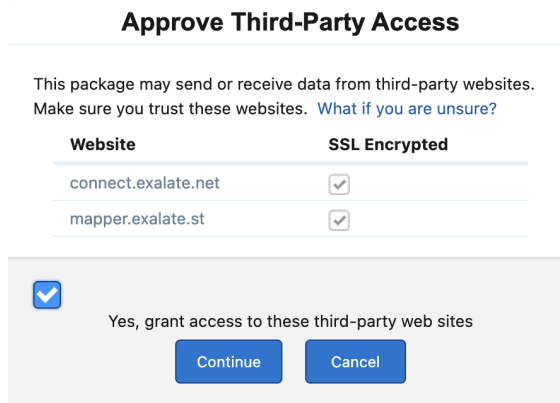 Approve Third-Party Access
This package may send or receive data from third-party websites.
Make sure you trust these websites. What if you are unsure?
Website SSL Encrypted
connect.exalate.net
mapper.exalate.st
Yes, grant access to these third-party web sites
Continue Cancel